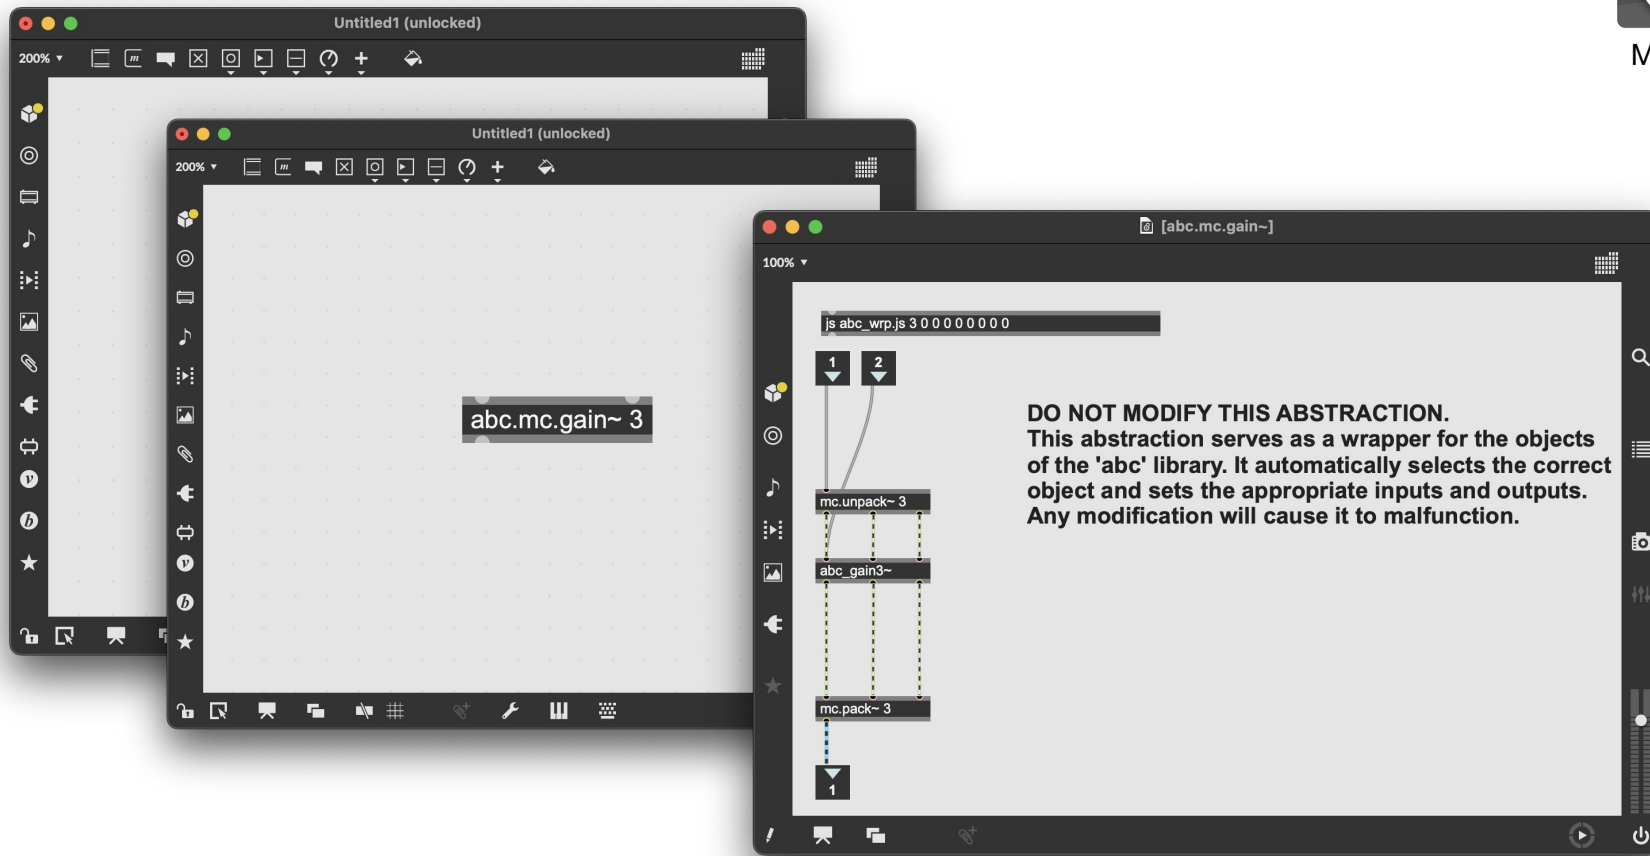 Untitled1 (unlocked)
200%
m
v
b
Untitled1 (unlocked)
200%
m
abc.mc.gain~ 3
v
b
[abc.mc.gain~]
100%
js abc_wrp.js 3 0 0 0 0 0 0 0 0
1 2
DO NOT MODIFY THIS ABSTRACTION.
This abstraction serves as a wrapper for the objects
of the 'abc' library. It automatically selects the correct
object and sets the appropriate inputs and outputs.
Any modification will cause it to malfunction.
mc.unpack~ 3
abc_gain3~
mc.pack~ 3
1
M